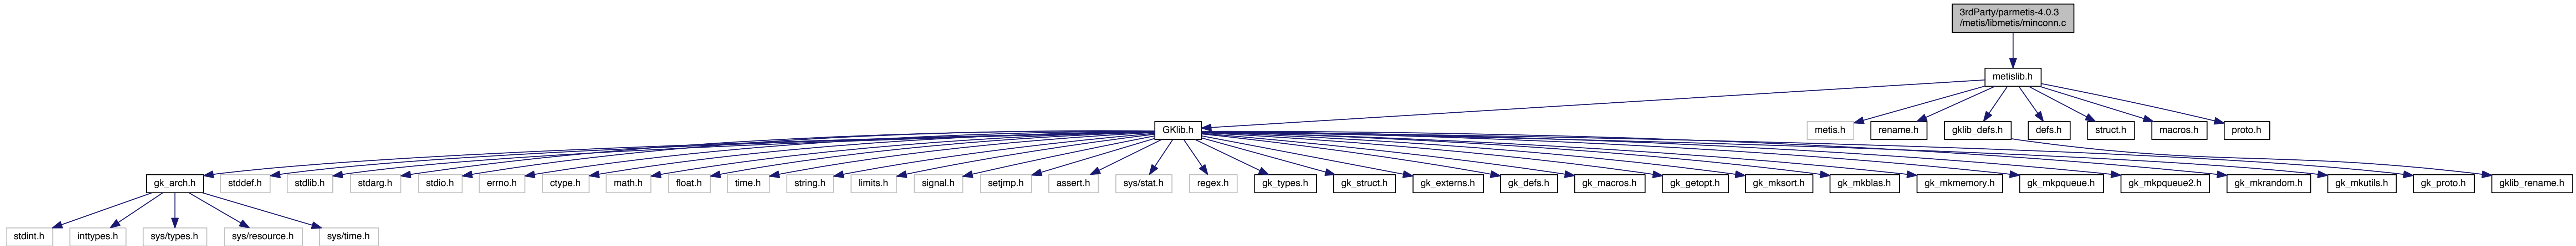 3rdParty/parmetis-4.0.3
/metis/libmetis/minconn.c
metislib.h
GKlib.h
metis.h
rename.h
gklib_defs.h
defs.h
struct.h
macros.h
proto.h
gk_arch.h
stddef.h
stdlib.h
stdarg.h
stdio.h
errno.h
ctype.h
math.h
float.h
time.h
string.h
limits.h
signal.h
setjmp.h
assert.h
sys/stat.h
regex.h
gk_types.h
gk_struct.h
gk_externs.h
gk_defs.h
gk_macros.h
gk_getopt.h
gk_mksort.h
gk_mkblas.h
gk_mkmemory.h
gk_mkpqueue.h
gk_mkpqueue2.h
gk_mkrandom.h
gk_mkutils.h
gk_proto.h
gklib_rename.h
stdint.h
inttypes.h
sys/types.h
sys/resource.h
sys/time.h